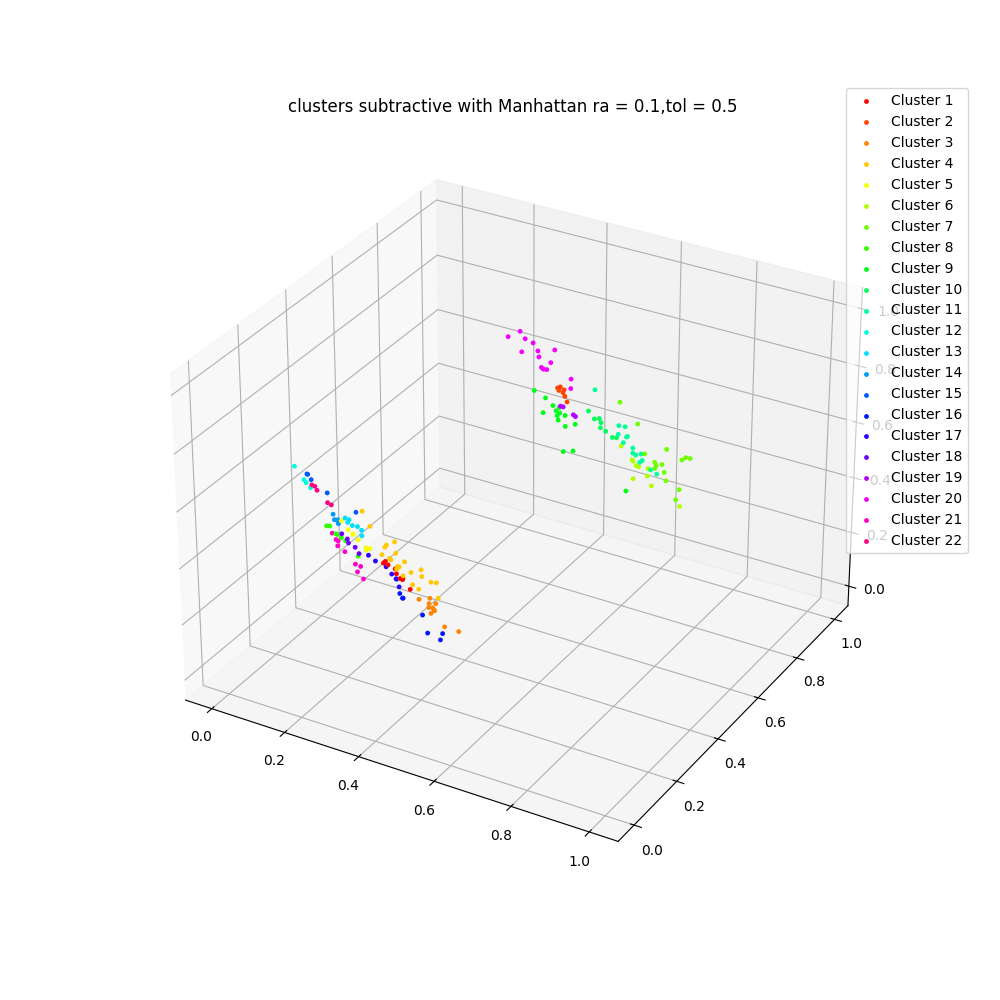 clusters subtractive with Manhattan ra = 0.1,tol = 0.5
Cluster 1
Cluster 2
Cluster 3
Cluster 4
Cluster 5
Cluster 6
Cluster 7
Cluster 8
Cluster 9
Cluster 10
Cluster 11
Cluster 12
Cluster 13
Cluster 14
Cluster 15
Cluster 16
Cluster 17
Cluster 18
Cluster 19
Cluster 20
Cluster 21
Cluster 22
0.8
0.6
0.4
0.2
0.0
1.0
0.8
0.6
0.4
0.2
0.0
0.0
0.2
0.4
0.6
0.8
1.0